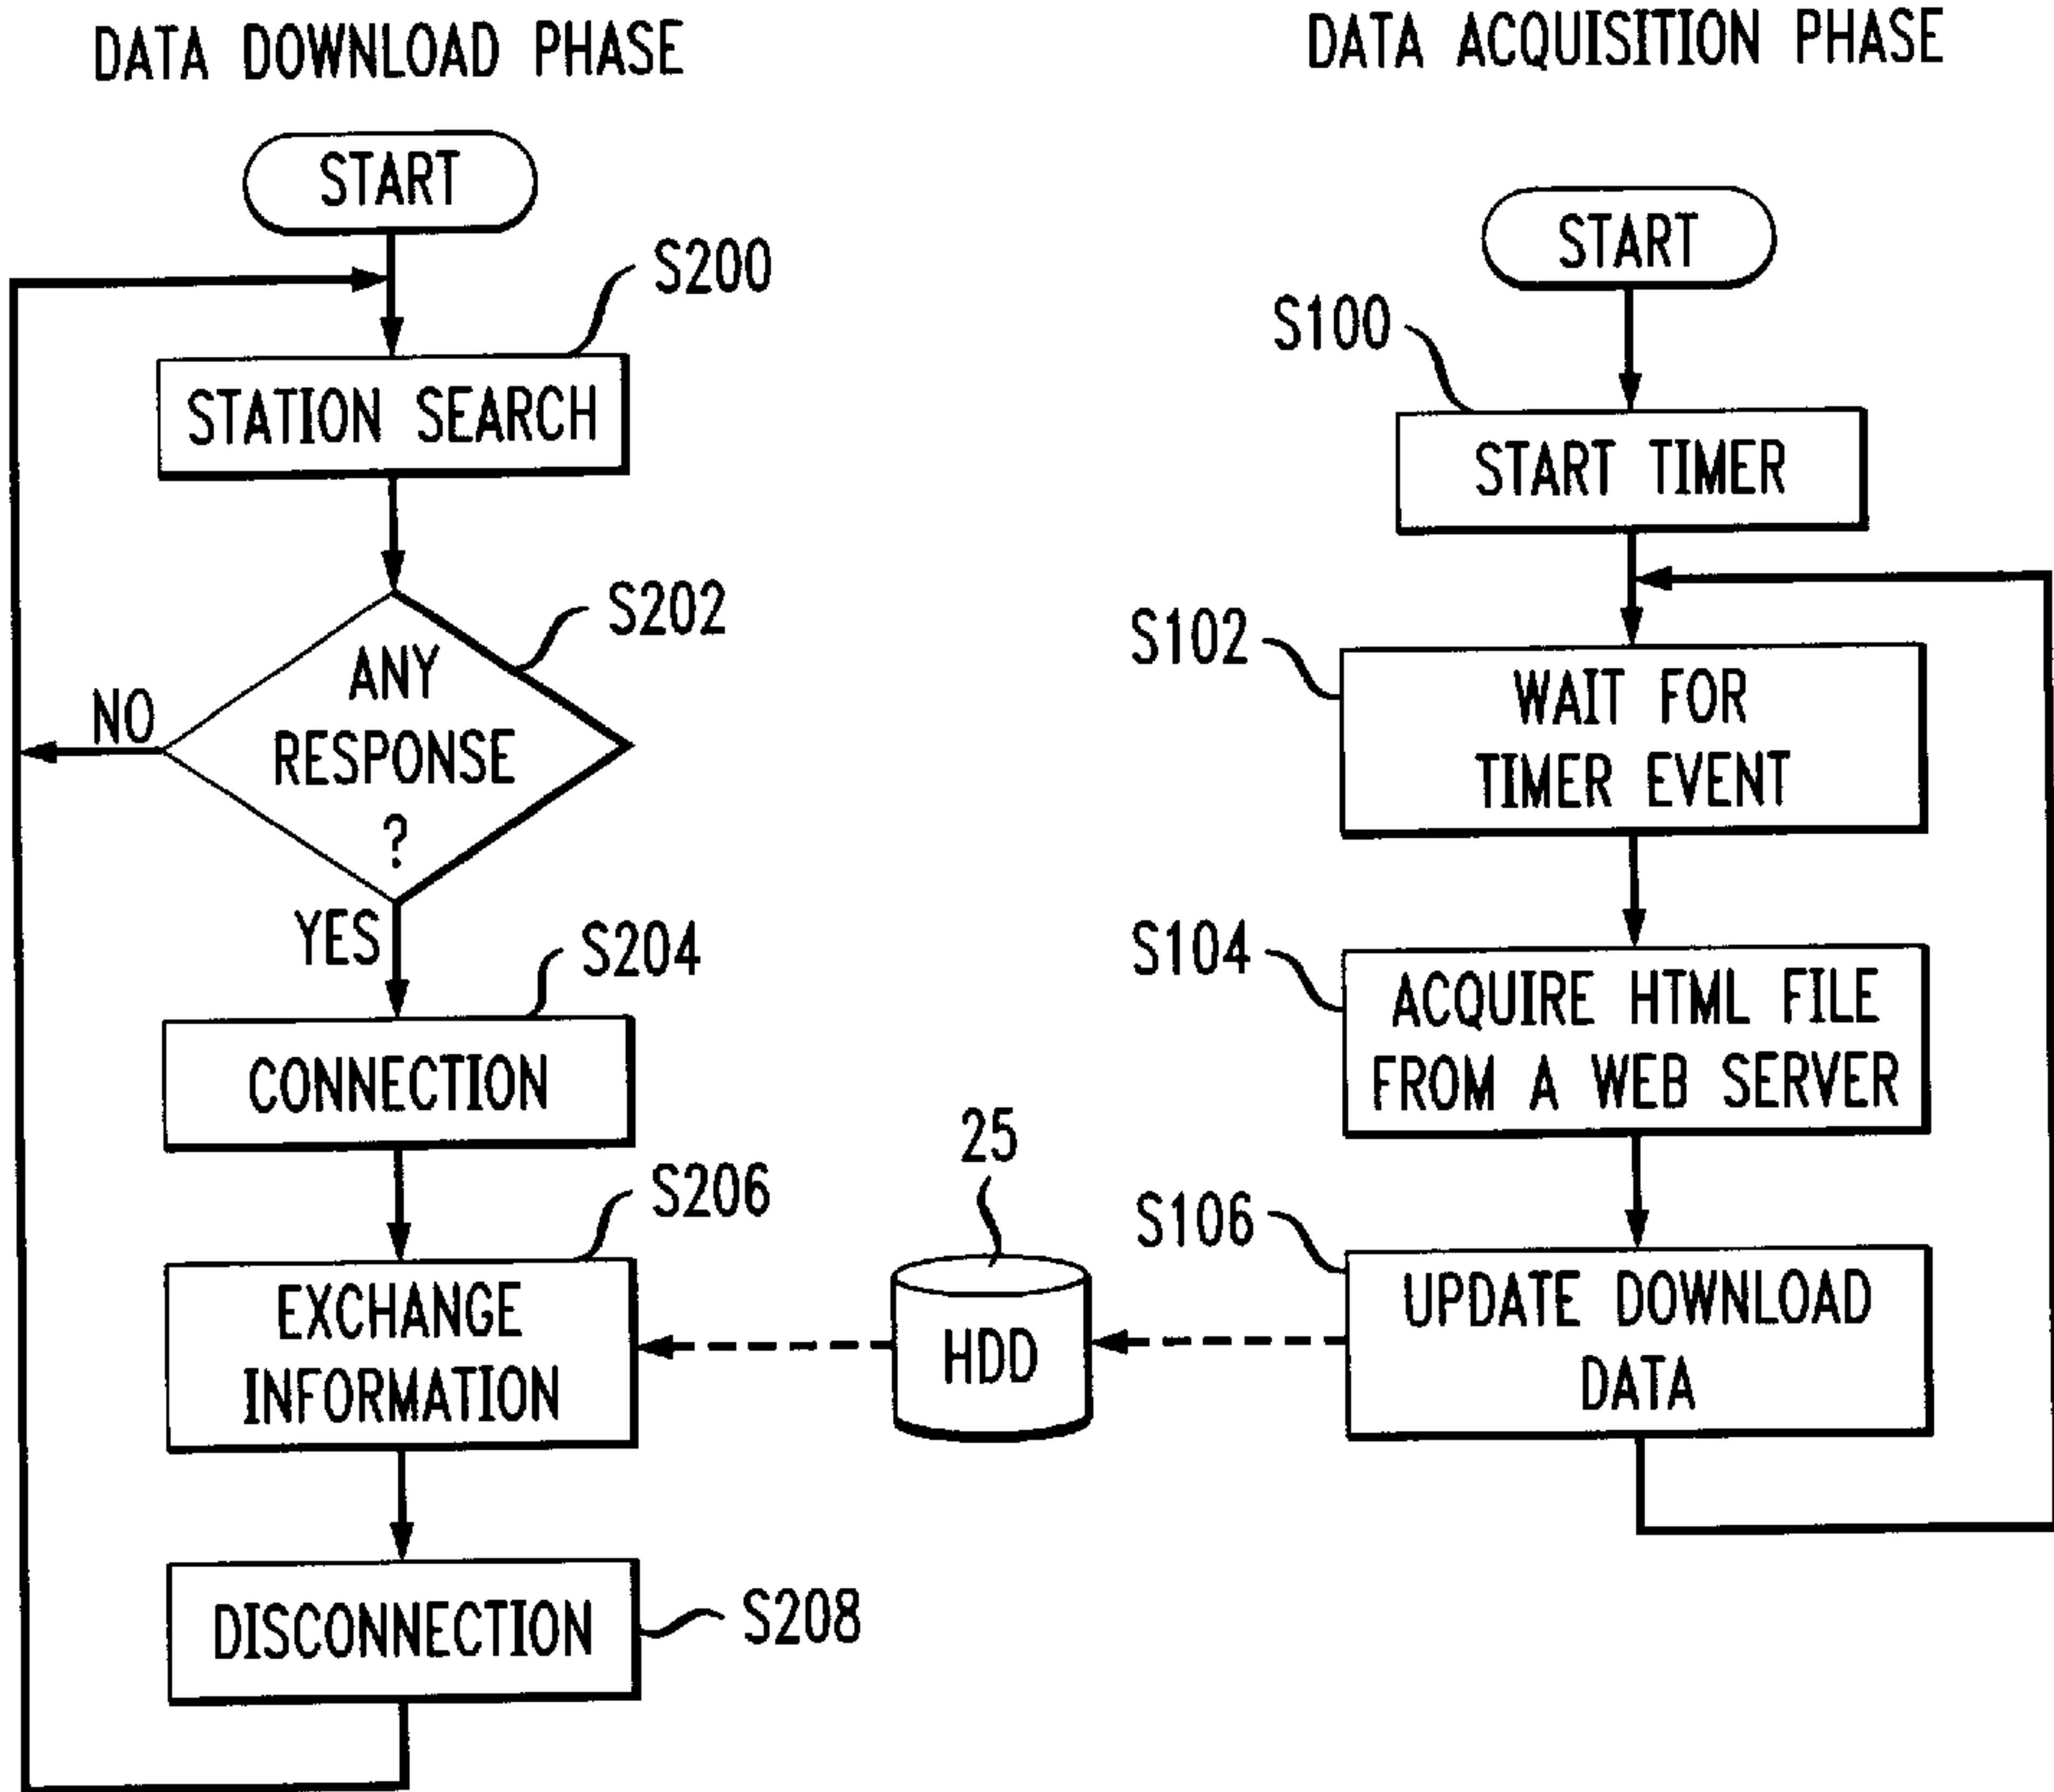 DATA DOWNLOAD PHASE
START
S200
STATION SEARCH
S202
ANY
RESPONSE
?
NO
YES
S204
CONNECTION
S206
EXCHANGE
INFORMATION
DISCONNECTION
S208
25
HDD
DATA ACQUISITION PHASE
START
S100
START TIMER
S102
WAIT FOR
TIMER EVENT
S104
ACQUIRE HTML FILE
FROM A WEB SERVER
S106
UPDATE DOWNLOAD
DATA